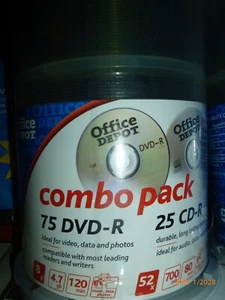 Office
DEPOT
DVD-R
Office
DEPOT
combo pack
75 DVD-R
25 CD-R
ideal for video, data and photos
durable, long
compatible with most leading
readers and writers
ideal for audio,
4.7
120
52
700
80